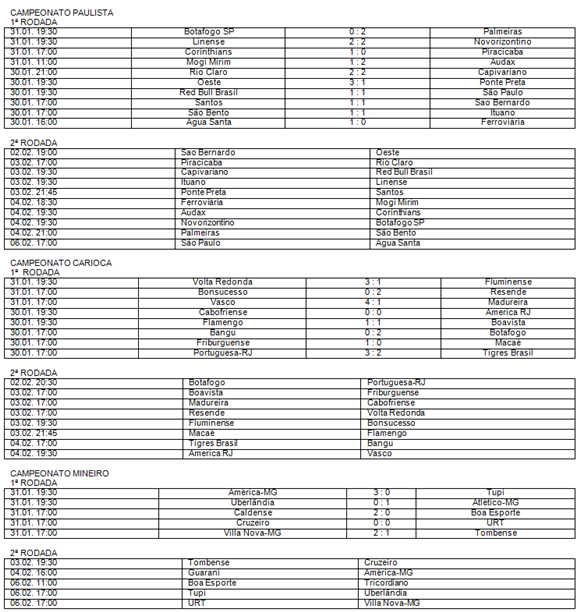 CAMPEONATO PAULISTA
1ª RODADA
31.01. 19:30 Botafogo SP 0 : 2 Palmeiras
31.01. 19:30 Linense 2 : 2 Novorizontino
31.01. 17:00 Corinthians 1 : 0 Piracicaba
31.01. 11:00 Mogi Mirim 1 : 2 Audax
30.01. 21:00 Rio Claro 2 : 2 Capivariano
30.01. 19:30 Oeste 3 : 1 Ponte Preta
30.01. 19:30 Red Bull Brasil 1 : 1 São Paulo
30.01. 17:00 Santos 1 : 1 Sao Bernardo
30.01. 17:00 São Bento 1 : 1 Ituano
30.01. 16:00 Agua Santa 1 : 0 Ferroviária
2ª RODADA
02.02. 19:00 Sao Bernardo Oeste
03.02. 17:00 Piracicaba Rio Claro
03.02. 19:30 Capivariano Red Bull Brasil
03.02. 19:30 Ituano Linense
03.02. 21:45 Ponte Preta Santos
04.02. 18:30 Ferroviária Mogi Mirim
04.02. 19:30 Audax Corinthians
04.02. 19:30 Novorizontino Botafogo SP
04.02. 21:00 Palmeiras São Bento
06.02. 17:00 São Paulo Agua Santa
CAMPEONATO CARIOCA
1ª RODADA
31.01. 19:30 Volta Redonda 3 : 1 Fluminense
31.01. 17:00 Bonsucesso 0 : 2 Resende
31.01. 17:00 Vasco 4 : 1 Madureira
30.01. 19:30 Cabofriense 0 : 0 America RJ
30.01. 19:30 Flamengo 1 : 1 Boavista
30.01. 17:00 Bangu 0 : 2 Botafogo
30.01. 17:00 Friburguense 1 : 0 Macaé
30.01. 17:00 Portuguesa-RJ 3 : 2 Tigres Brasil
2ª RODADA
02.02. 20:30 Botafogo Portuguesa-RJ
03.02. 17:00 Boavista Friburguense
03.02. 17:00 Madureira Cabofriense
03.02. 17:00 Resende Volta Redonda
03.02. 19:30 Fluminense Bonsucesso
03.02. 21:45 Macaé Flamengo
04.02. 17:00 Tigres Brasil Bangu
04.02. 19:30 America RJ Vasco
CAMPEONATO MINEIRO
1ª RODADA
31.01. 19:30 América-MG 3 : 0 Tupi
31.01. 19:30 Uberlândia 0 : 1 Atlético-MG
31.01. 17:00 Caldense 2 : 0 Boa Esporte
31.01. 17:00 Cruzeiro 0 : 0 URT
31.01. 17:00 Villa Nova-MG 2 : 1 Tombense
2ª RODADA
03.02. 19:30 Tombense Cruzeiro
04.02. 16:00 Guarani América-MG
06.02. 11:00 Boa Esporte Tricordiano
06.02. 17:00 Tupi Uberlândia
06.02. 17:00 URT Villa Nova-MG